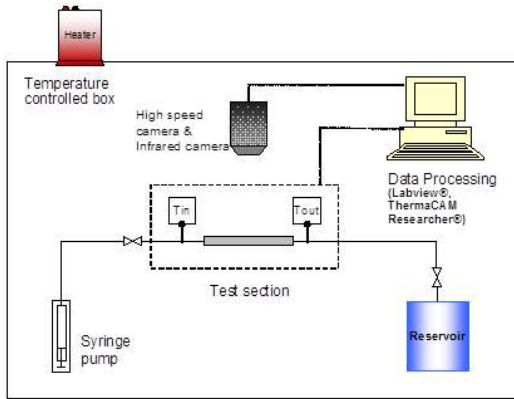 Heater
Temperature
controlled box
High speed
camera &
Infrared camera
Data Processing
(Labview®,
ThermaCAM
Researcher®)
Tin
Tout
Test section
Syringe
pump
Reservoir